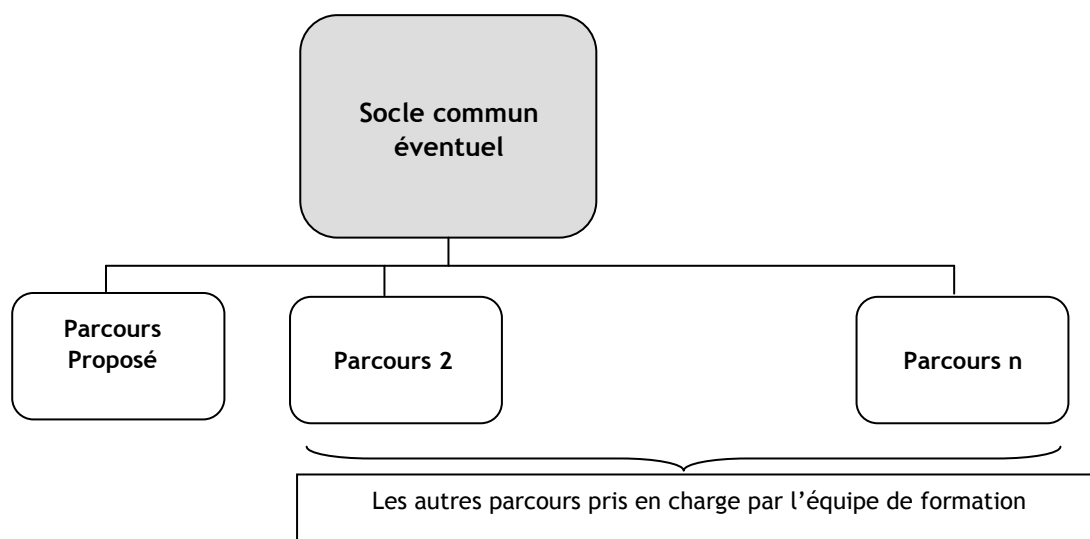 Socle commun
éventuel
Parcours
Proposé
Parcours 2
Parcours n
Les autres parcours pris en charge par l’équipe de formation